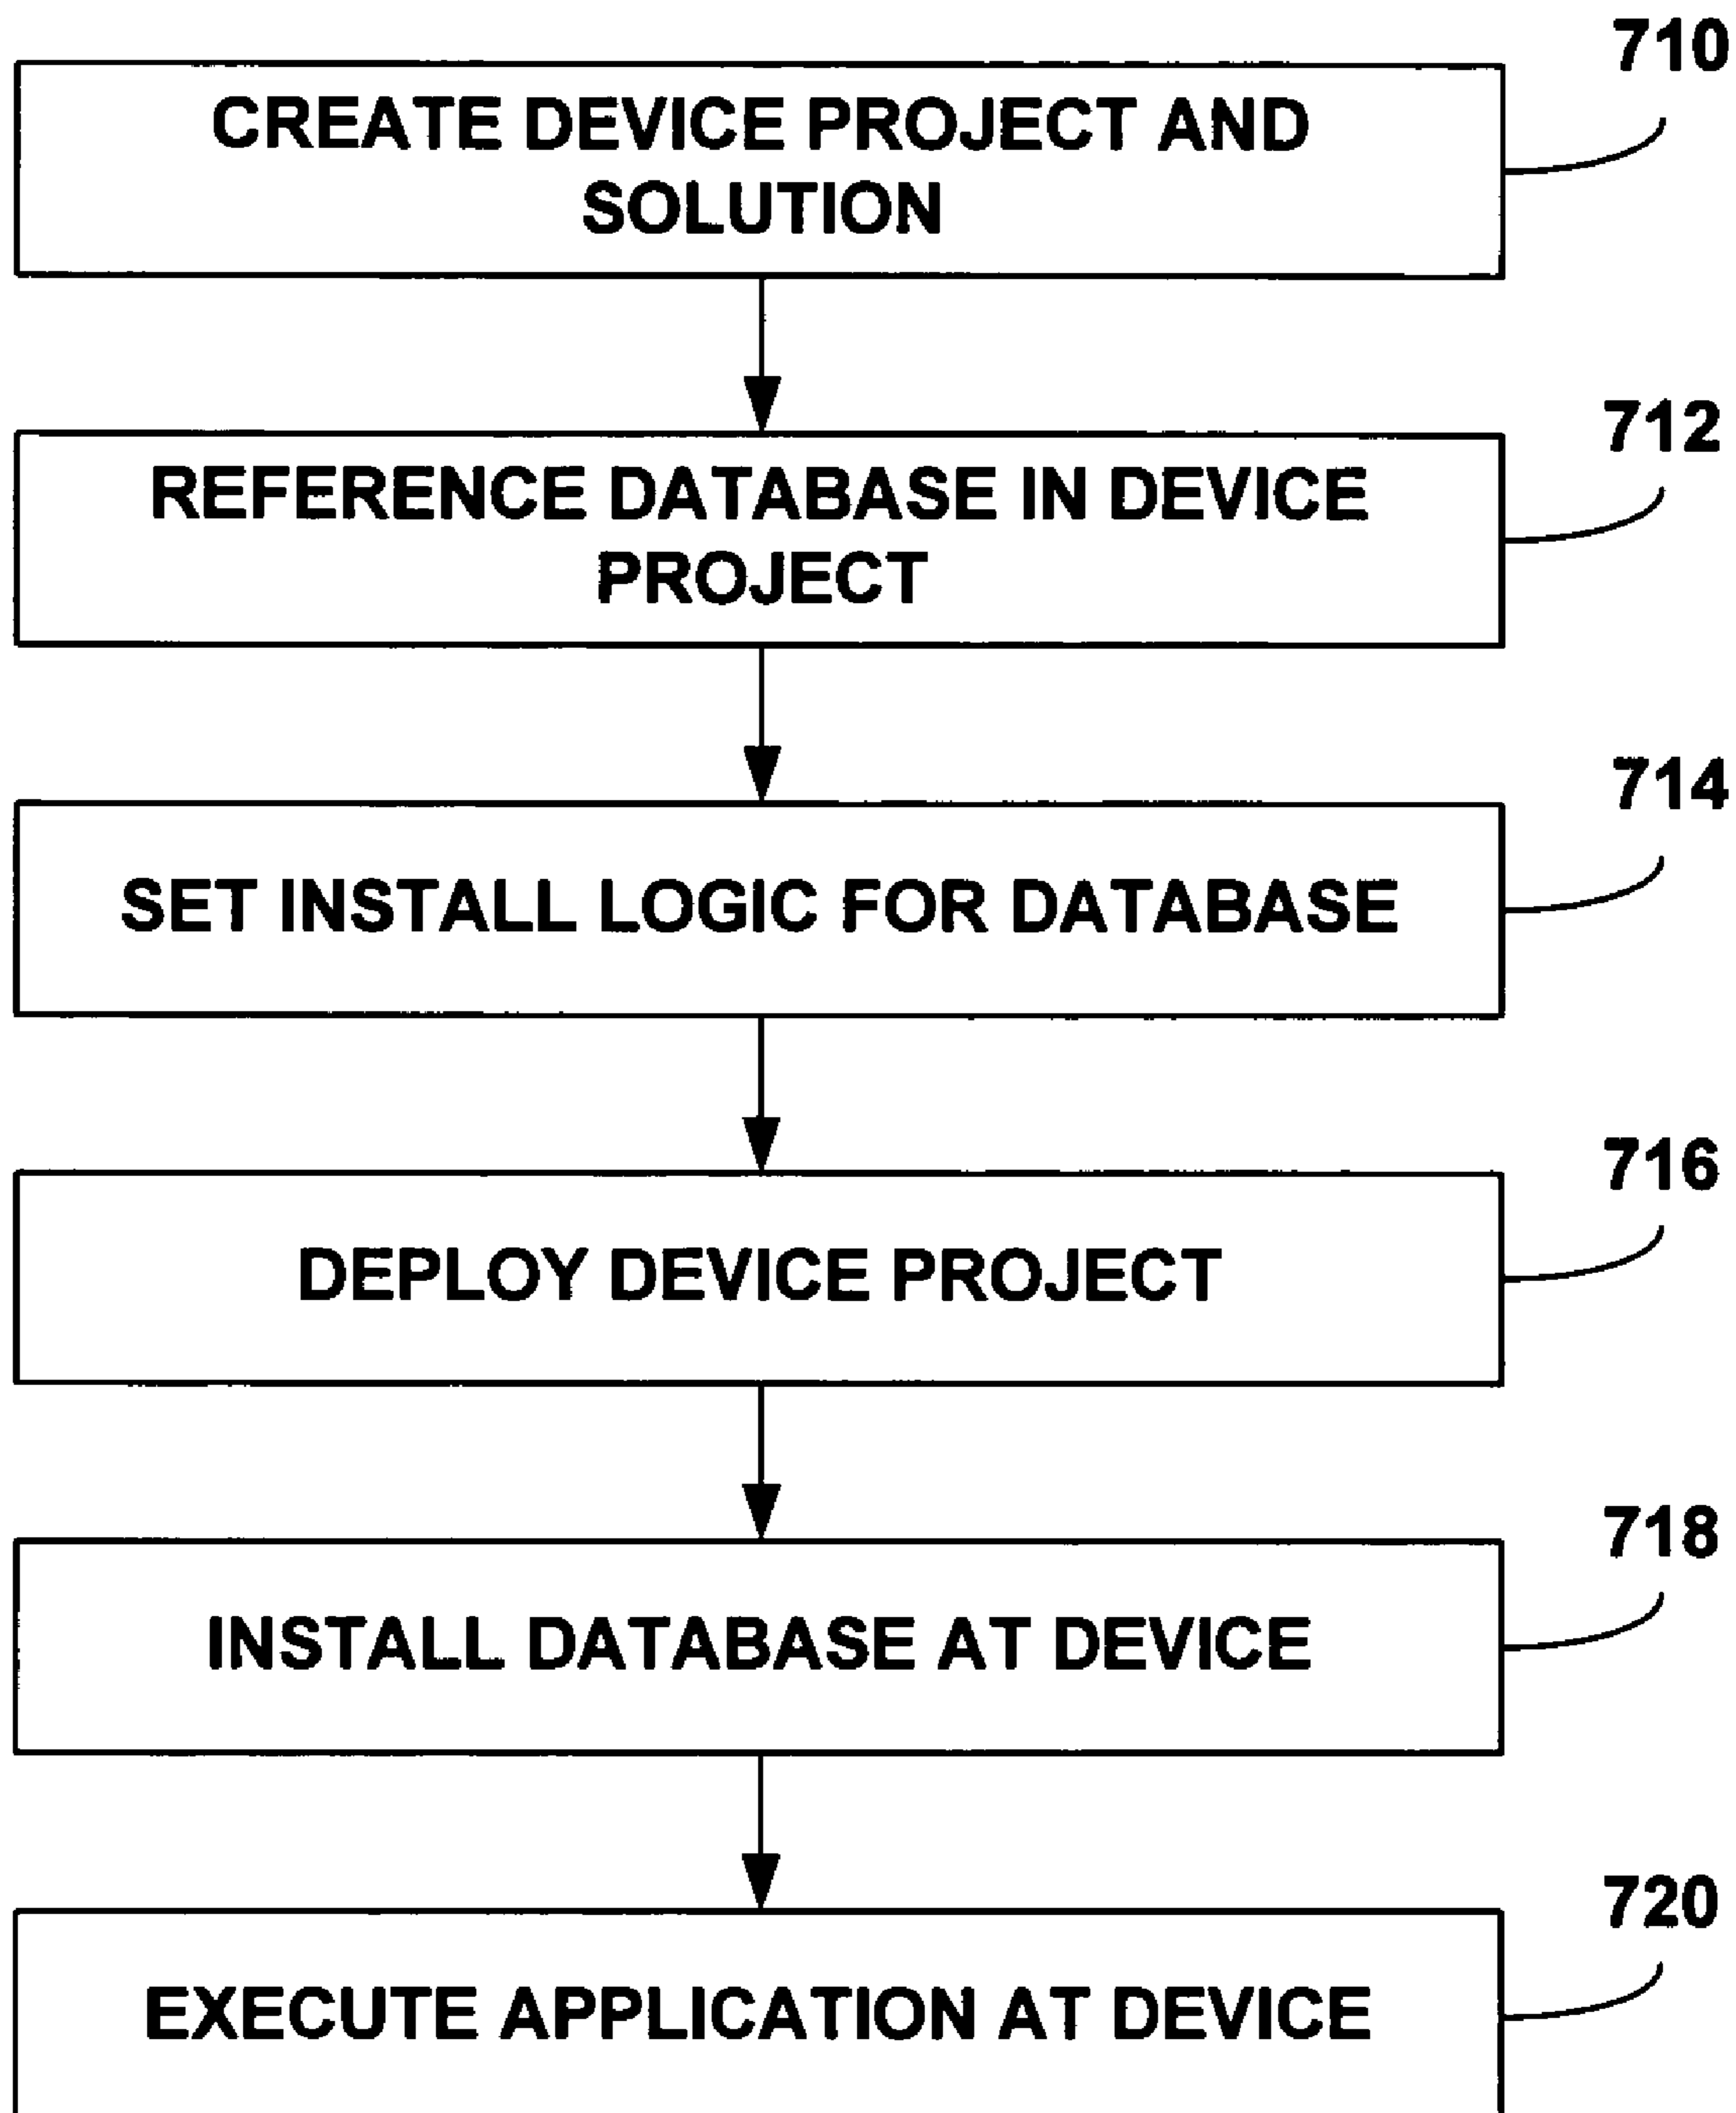 710
CREATE DEVICE PROJECT AND
SOLUTION
712
REFERENCE DATABASE IN DEVICE
PROJECT
714
SET INSTALL LOGIC FOR DATABASE
716
DEPLOY DEVICE PROJECT
718
INSTALL DATABASE AT DEVICE
720
EXECUTE APPLICATION AT DEVICE